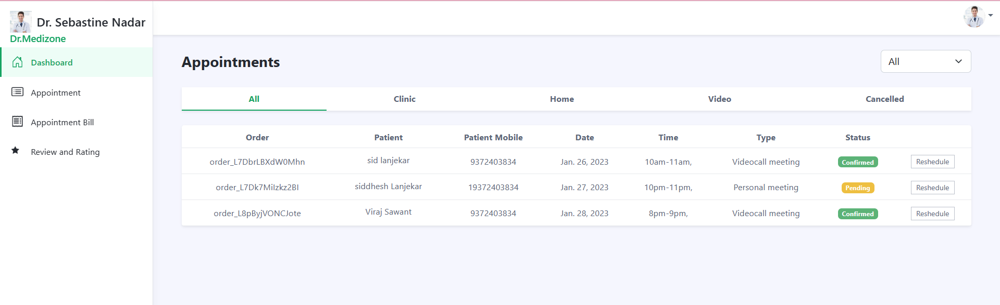 Dr. Sebastine Nadar
Dr.Medizone
Dashboard
Appointment
Appointment Bill
Review and Rating
Appointments
All
All Clinic Home Video Cancelled
Order Patient Patient Mobile Date Time Type Status
order_L7DbrLBXdW0Mhn sid lanjekar 9372403834 Jan. 26, 2023 10am-11am, Videocall meeting Confirmed Reshedule
order_L7Dk7MiIzkz2BI siddhesh Lanjekar 19372403834 Jan. 27, 2023 10pm-11pm, Personal meeting Pending Reshedule
order_L8pByjVONCJote Viraj Sawant 9372403834 Jan. 28, 2023 8pm-9pm, Videocall meeting Confirmed Reshedule